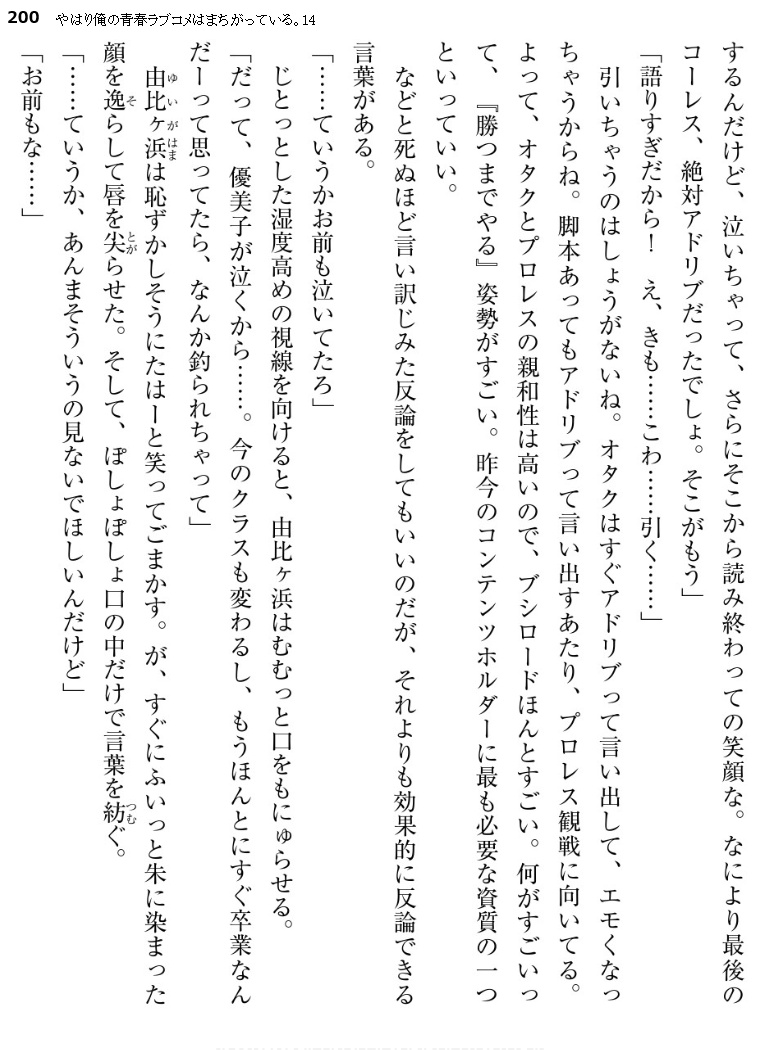 200 やはり俺の青春ラブコメはまちがっている。14
するんだけど、泣いちゃって、さらにそこから読み終わっての笑顔な。なにより最後の
コーレス、絶対アドリブだったでしょ。そこがもう」
「語りすぎだから！　え、きも……こわ……引く……」
引いちゃうのはしょうがないね。オタクはすぐアドリブって言い出して、エモくなっ
ちゃうからね。脚本あってもアドリブって言い出すあたり、プロレス観戦に向いてる。
よって、オタクとプロレスの親和性は高いので、ブシロードほんとすごい。何がすごいっ
て、『勝つまでやる』姿勢がすごい。昨今のコンテンツホルダーに最も必要な資質の一つ
といっていい。
などと死ぬほど言い訳じみた反論をしてもいいのだが、それよりも効果的に反論できる
言葉がある。
「……ていうかお前も泣いてたろ」
じとっとした湿度高めの視線を向けると、由比ヶ浜はむむっと口をもにゅらせる。
「だって、優美子が泣くから……。今のクラスも変わるし、もうほんとにすぐ卒業なん
だーって思ってたら、なんか釣られちゃって」
由比ヶ浜は恥ずかしそうにたはーと笑ってごまかす。が、すぐにふいっと朱に染まった
顔を逸らして唇を尖らせた。そして、ぽしょぽしょ口の中だけで言葉を紡ぐ。
「……ていうか、あんまそういうの見ないでほしいんだけど」
「お前もな……」